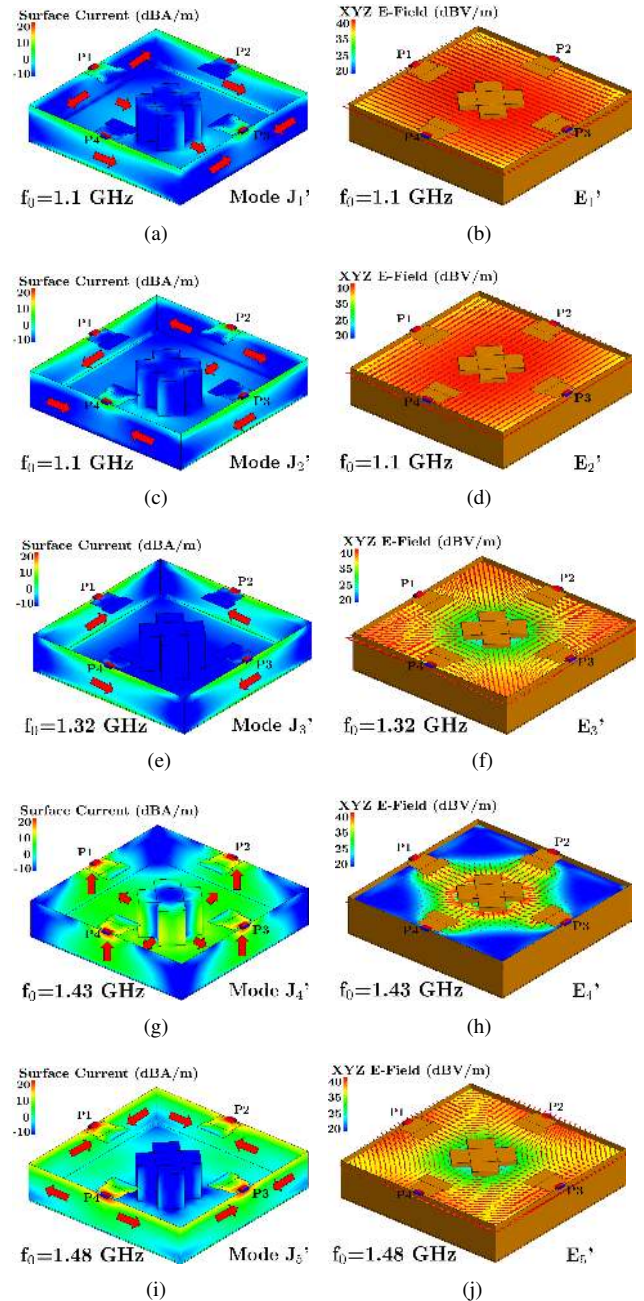 Surface Current (dBA/m)
20
10
0
-10
P1
P2
P4
P3
f0=1.1 GHz
Mode J1'
(a)
XYZ E-Field (dBV/m)
40
35
25
20
P1
P2
P4
P3
f0=1.1 GHz
E1'
(b)
Surface Current (dBA/m)
20
10
0
-10
P1
P2
P4
P3
f0=1.1 GHz
Mode J2'
(c)
XYZ E-Field (dBV/m)
35
25
20
P1
P2
P4
P3
f0=1.1 GHz
E2'
(d)
Surface Current (dBA/m)
20
10
0
-10
P1
P2
P4
P3
f0=1.32 GHz
Mode J3'
(e)
XYZ E-Field (dBV/m)
40
35
25
20
P1
P2
P4
P3
f0=1.32 GHz
E3'
(f)
Surface Current (dBA/m)
20
10
0
-10
P1
P2
P4
P3
f0=1.43 GHz
Mode J4'
(g)
XYZ E-Field (dBV/m)
40
35
25
20
P1
P2
P4
P3
f0=1.43 GHz
E4'
(h)
Surface Current (dBA/m)
20
10
0
-10
P1
P2
P4
P3
f0=1.48 GHz
Mode J5'
(i)
XYZ E-Field (dBV/m)
40
35
25
20
P1
P2
P4
P3
f0=1.48 GHz
E5'
(j)